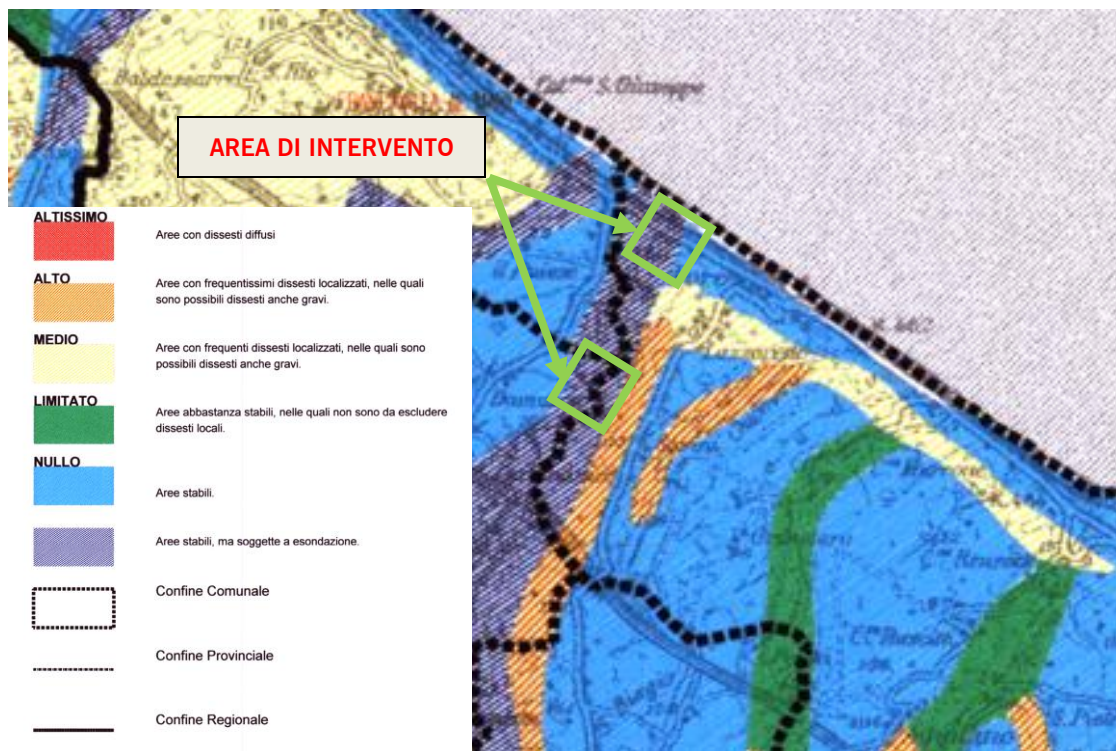 Baldassarre
S. Nilo
S. Giuseppe
AREA DI INTERVENTO
ALTISSIMO
Aree con dissesti diffusi
ALTO
Aree con frequentissimi dissesti localizzati, nelle quali
sono possibili dissesti anche gravi.
MEDIO
Aree con frequenti dissesti localizzati, nelle quali sono
possibili dissesti anche gravi.
LIMITATO
Aree abbastanza stabili, nelle quali non sono da escludere
dissesti locali.
NULLO
Aree stabili.
Aree stabili, ma soggette a esondazione.
Confine Comunale
Confine Provinciale
Confine Regionale